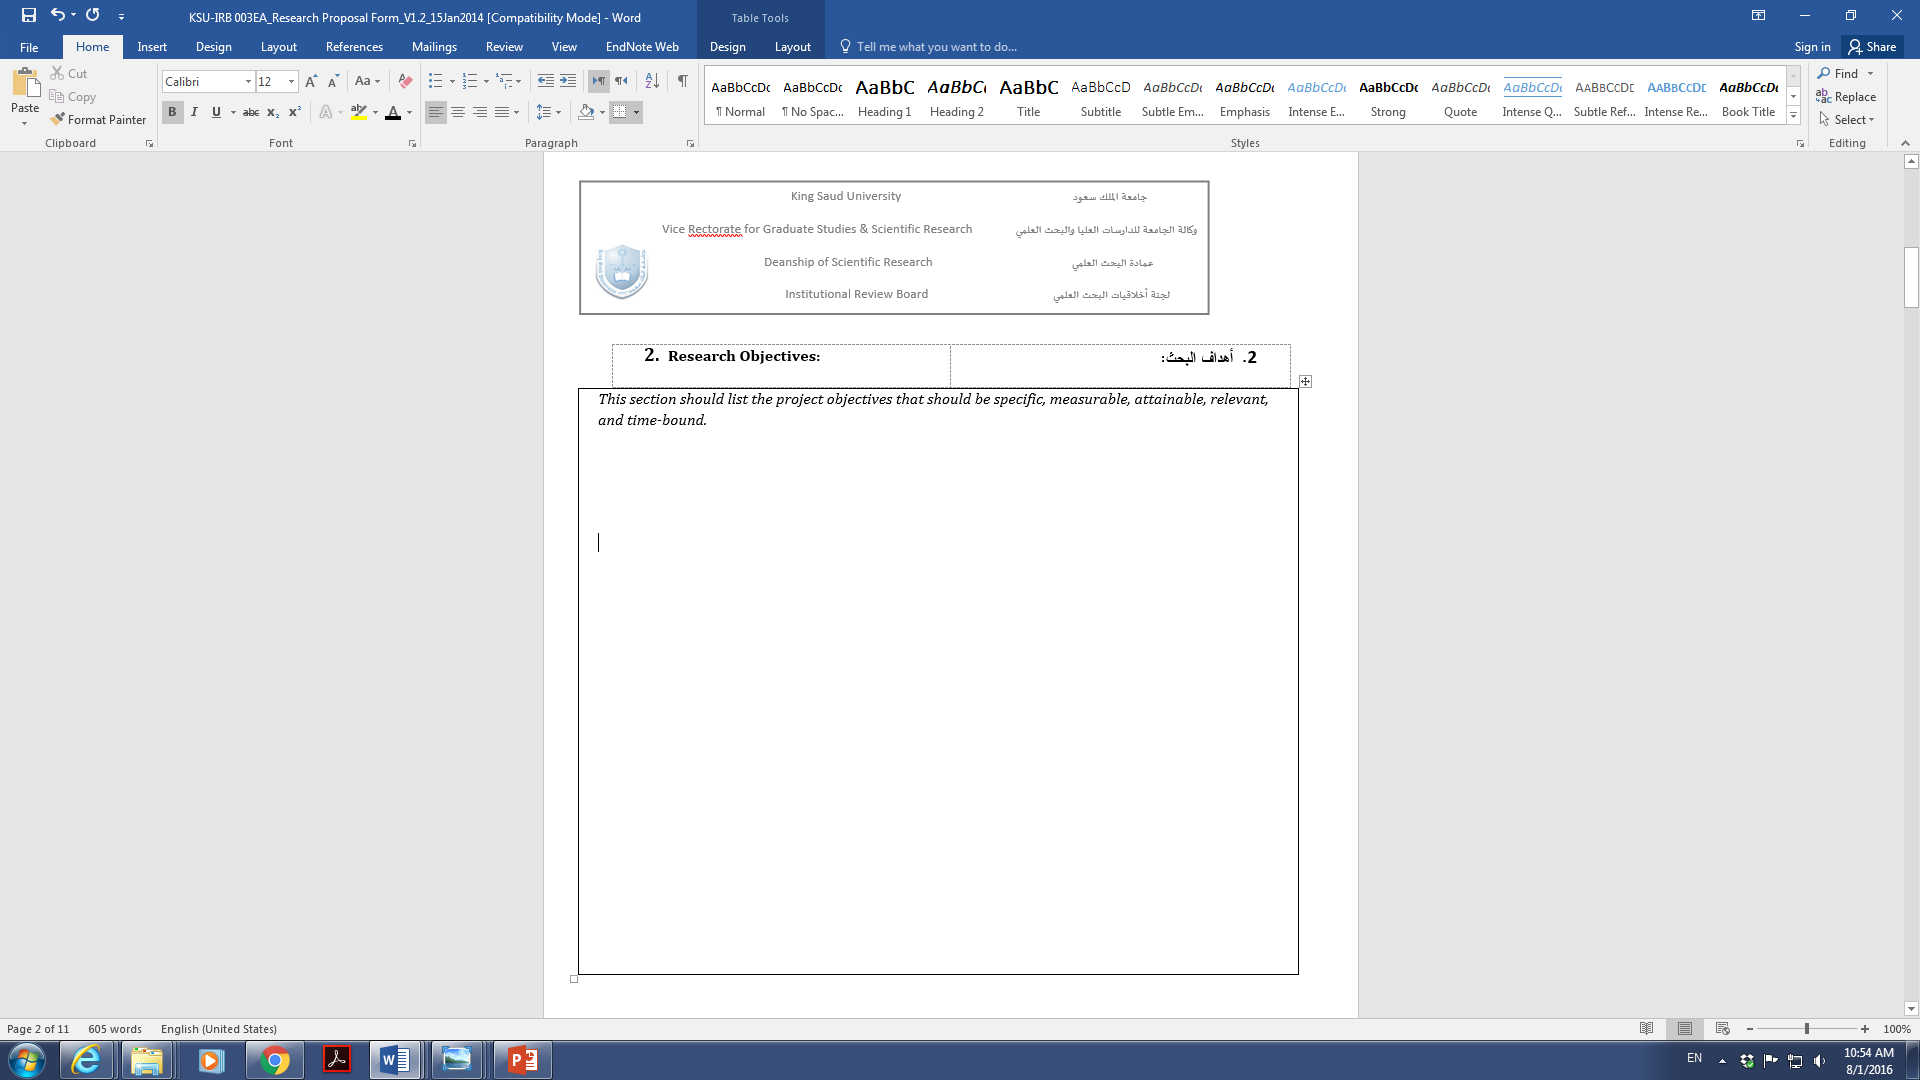 KSU-IRB 003EA_Research Proposal Form_V1.2_15Jan2014 [Compatibility Mode] - Word
Table Tools
File Home Insert Design Layout References Mailings Review View EndNote Web Design Layout Tell me what you want to do... Sign in Share
Paste
Cut
Copy
Format Painter
Clipboard
Calibri 12
Font
Paragraph
AaBbCcDc AaBbCcDc AaBbC AaBbCc AaBbC AaBbCcD AaBbCcDc AaBbCcDc AaBbCcDc AaBbCcDc AaBbCcDc AaBbCcDc AaBbCcDc AaBbCcDc AaBbCcDc
¶ Normal ¶ No Spac... Heading 1 Heading 2 Title Subtitle Subtle Em... Emphasis Intense E... Strong Quote Intense Q... Subtle Ref... Intense Re... Book Title
Styles
Find
Replace
Select
Editing
King Saud University جامعة الملك سعود
Vice Rectorate for Graduate Studies & Scientific Research وكالة الجامعة للدارسات العليا والبحث العلمي
Deanship of Scientific Research عمادة البحث العلمي
Institutional Review Board لجنة أخلاقيات البحث العلمي
2. Research Objectives: 2. أهداف البحث:
This section should list the project objectives that should be specific, measurable, attainable, relevant,
and time-bound.
Page 2 of 11 605 words English (United States) 100%
EN 10:54 AM
8/1/2016